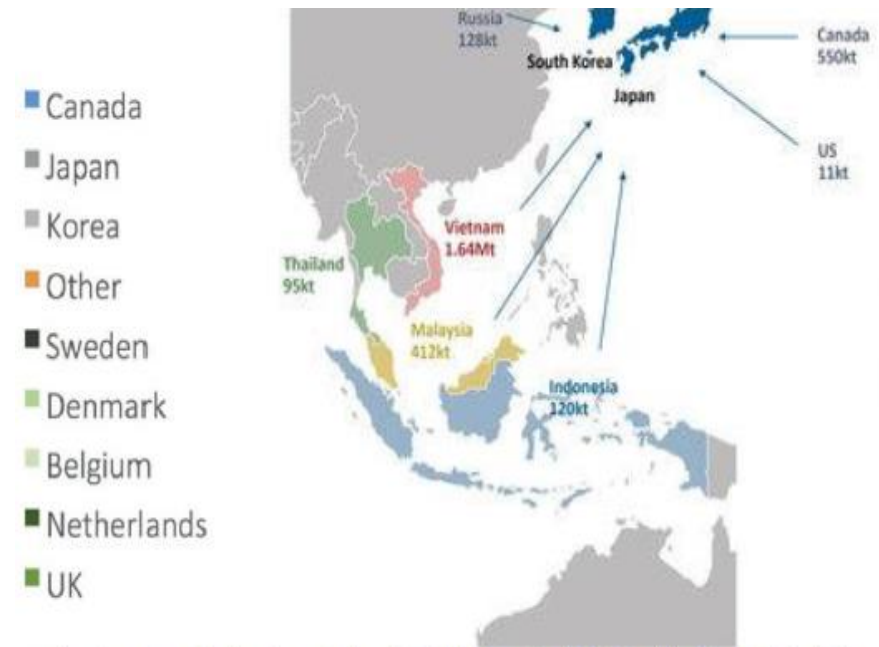 Canada
Japan
Korea
Other
Sweden
Denmark
Belgium
Netherlands
UK
Russia
128kt
South Korea
Japan
Canada
550kt
US
11kt
Vietnam
1.64Mt
Thailand
95kt
Malaysia
412kt
Indonesia
120kt